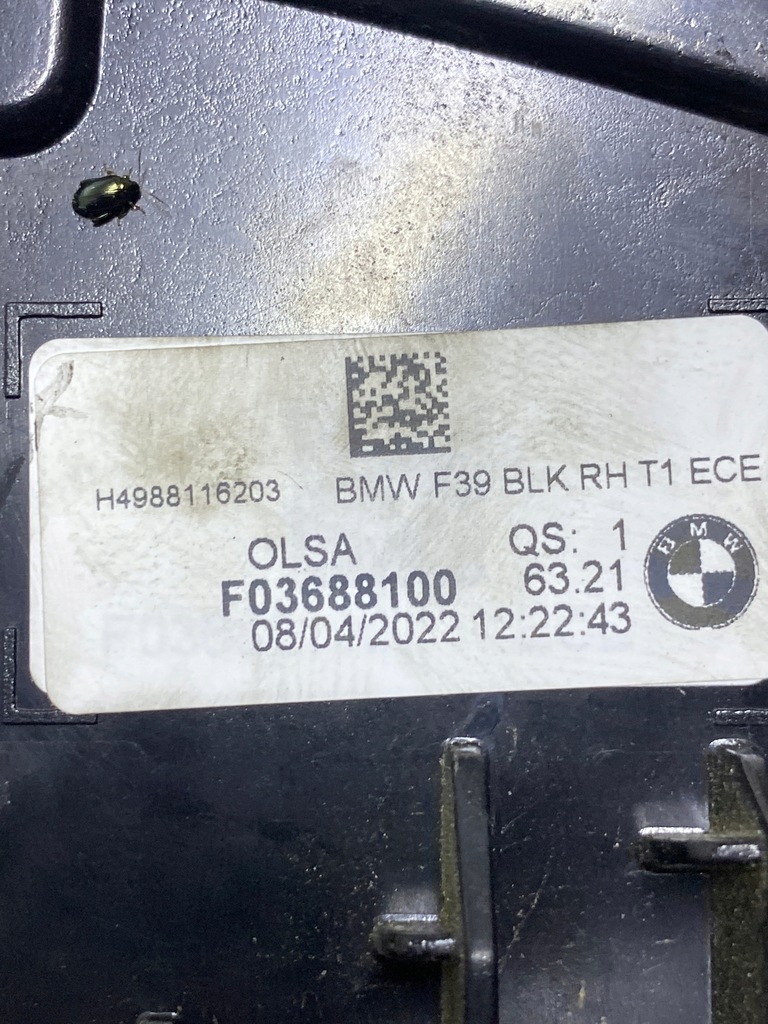 H4988116203 BMW F39 BLK RH T1 ECE
OLSA QS: 1
F03688100 63.21
08/04/2022 12:22:43
BMW